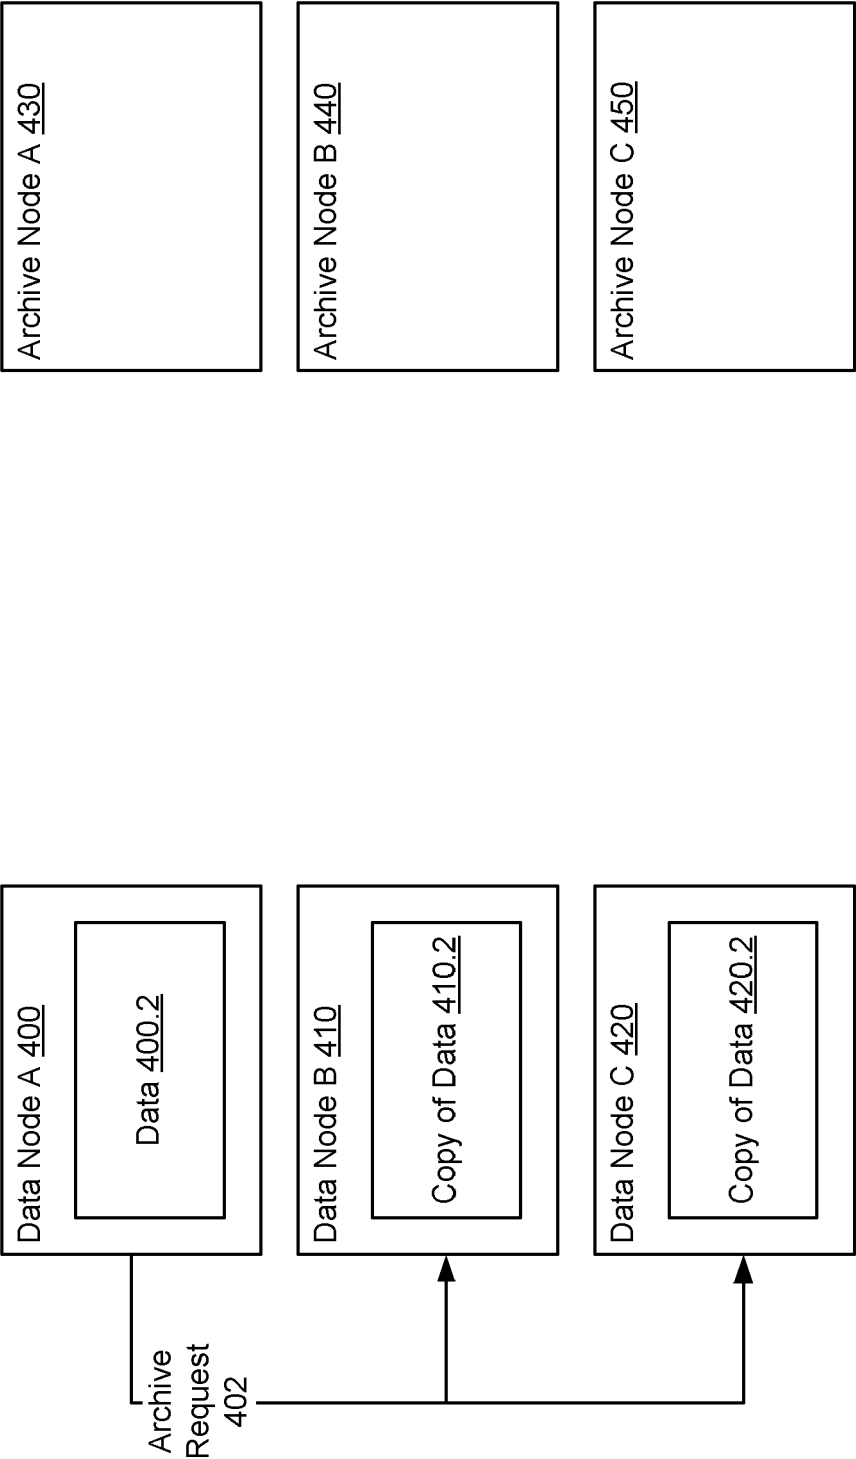 Data Node A 400
Data 400.2
Archive Node A 430
Archive
Request
402
Data Node B 410
Copy of Data 410.2
Archive Node B 440
Data Node C 420
Copy of Data 420.2
Archive Node C 450